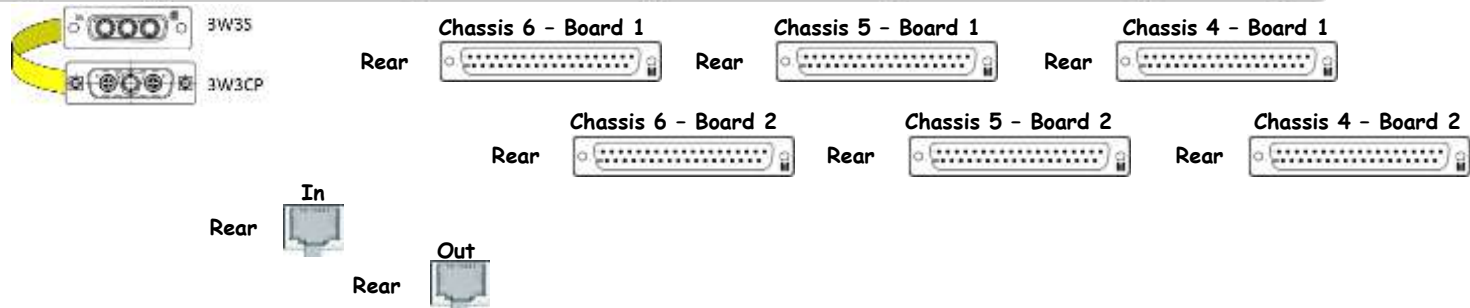 3W3S
Chassis 6 - Board 1
Chassis 5 - Board 1
Chassis 4 - Board 1
Rear
Rear
Rear
3W3CP
Chassis 6 - Board 2
Chassis 5 - Board 2
Chassis 4 - Board 2
Rear
Rear
Rear
In
Rear
Out
Rear